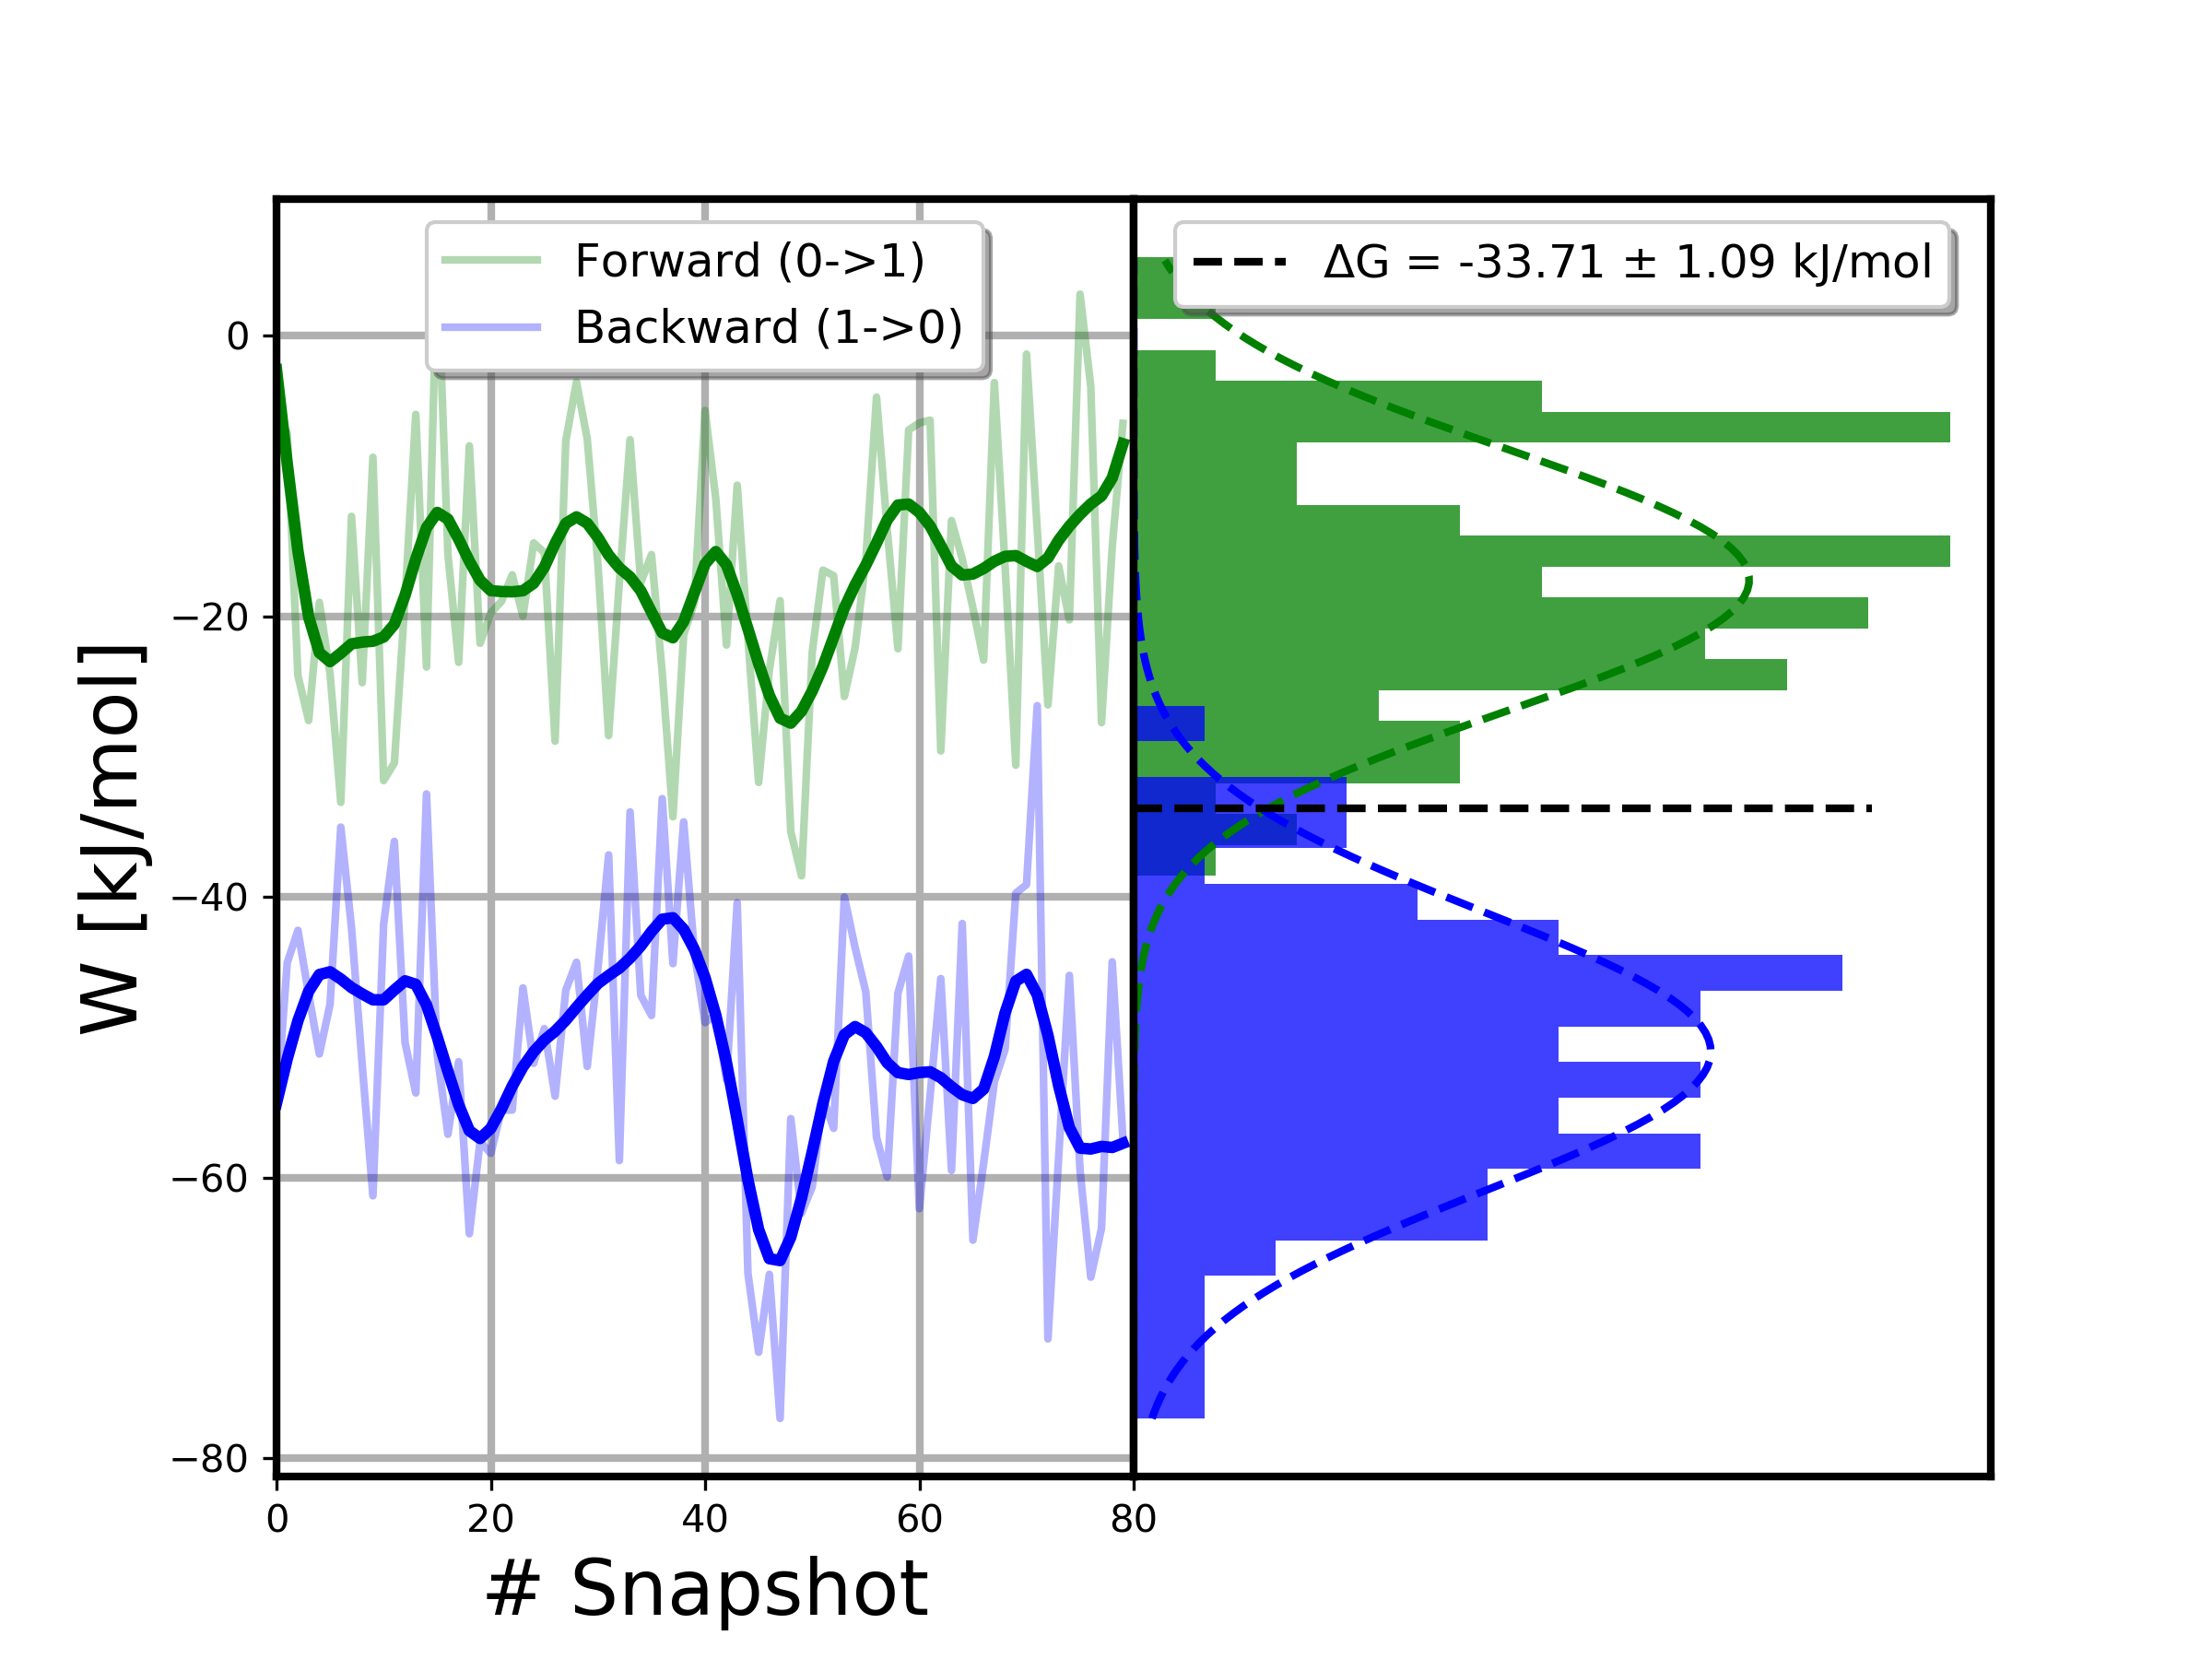 Forward (0->1)
Backward (1->0)
ΔG = -33.71 ± 1.09 kJ/mol
W [kJ/mol]
0
−20
−40
−60
−80
0 20 40 60 80
# Snapshot